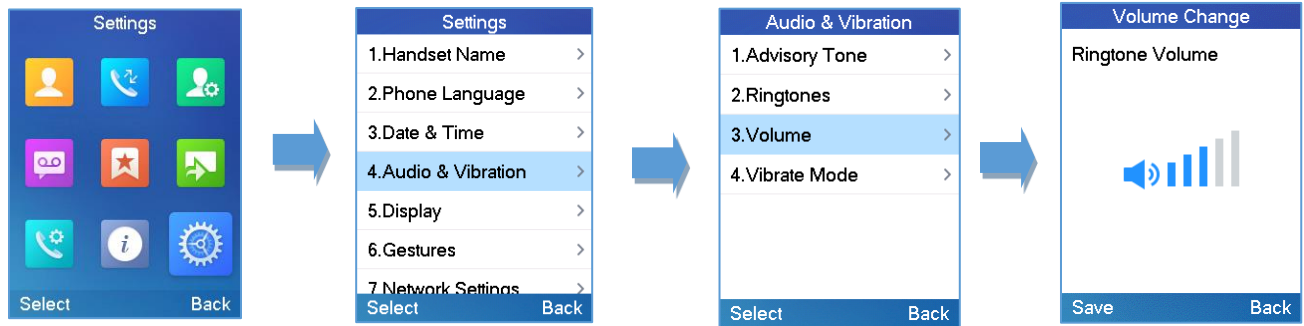 Settings
Select Back
Settings
1.Handset Name
2.Phone Language
3.Date & Time
4.Audio & Vibration
5.Display
6.Gestures
7.Network Settings
Select Back
Audio & Vibration
1.Advisory Tone
2.Ringtones
3.Volume
4.Vibrate Mode
Select Back
Volume Change
Ringtone Volume
Save Back